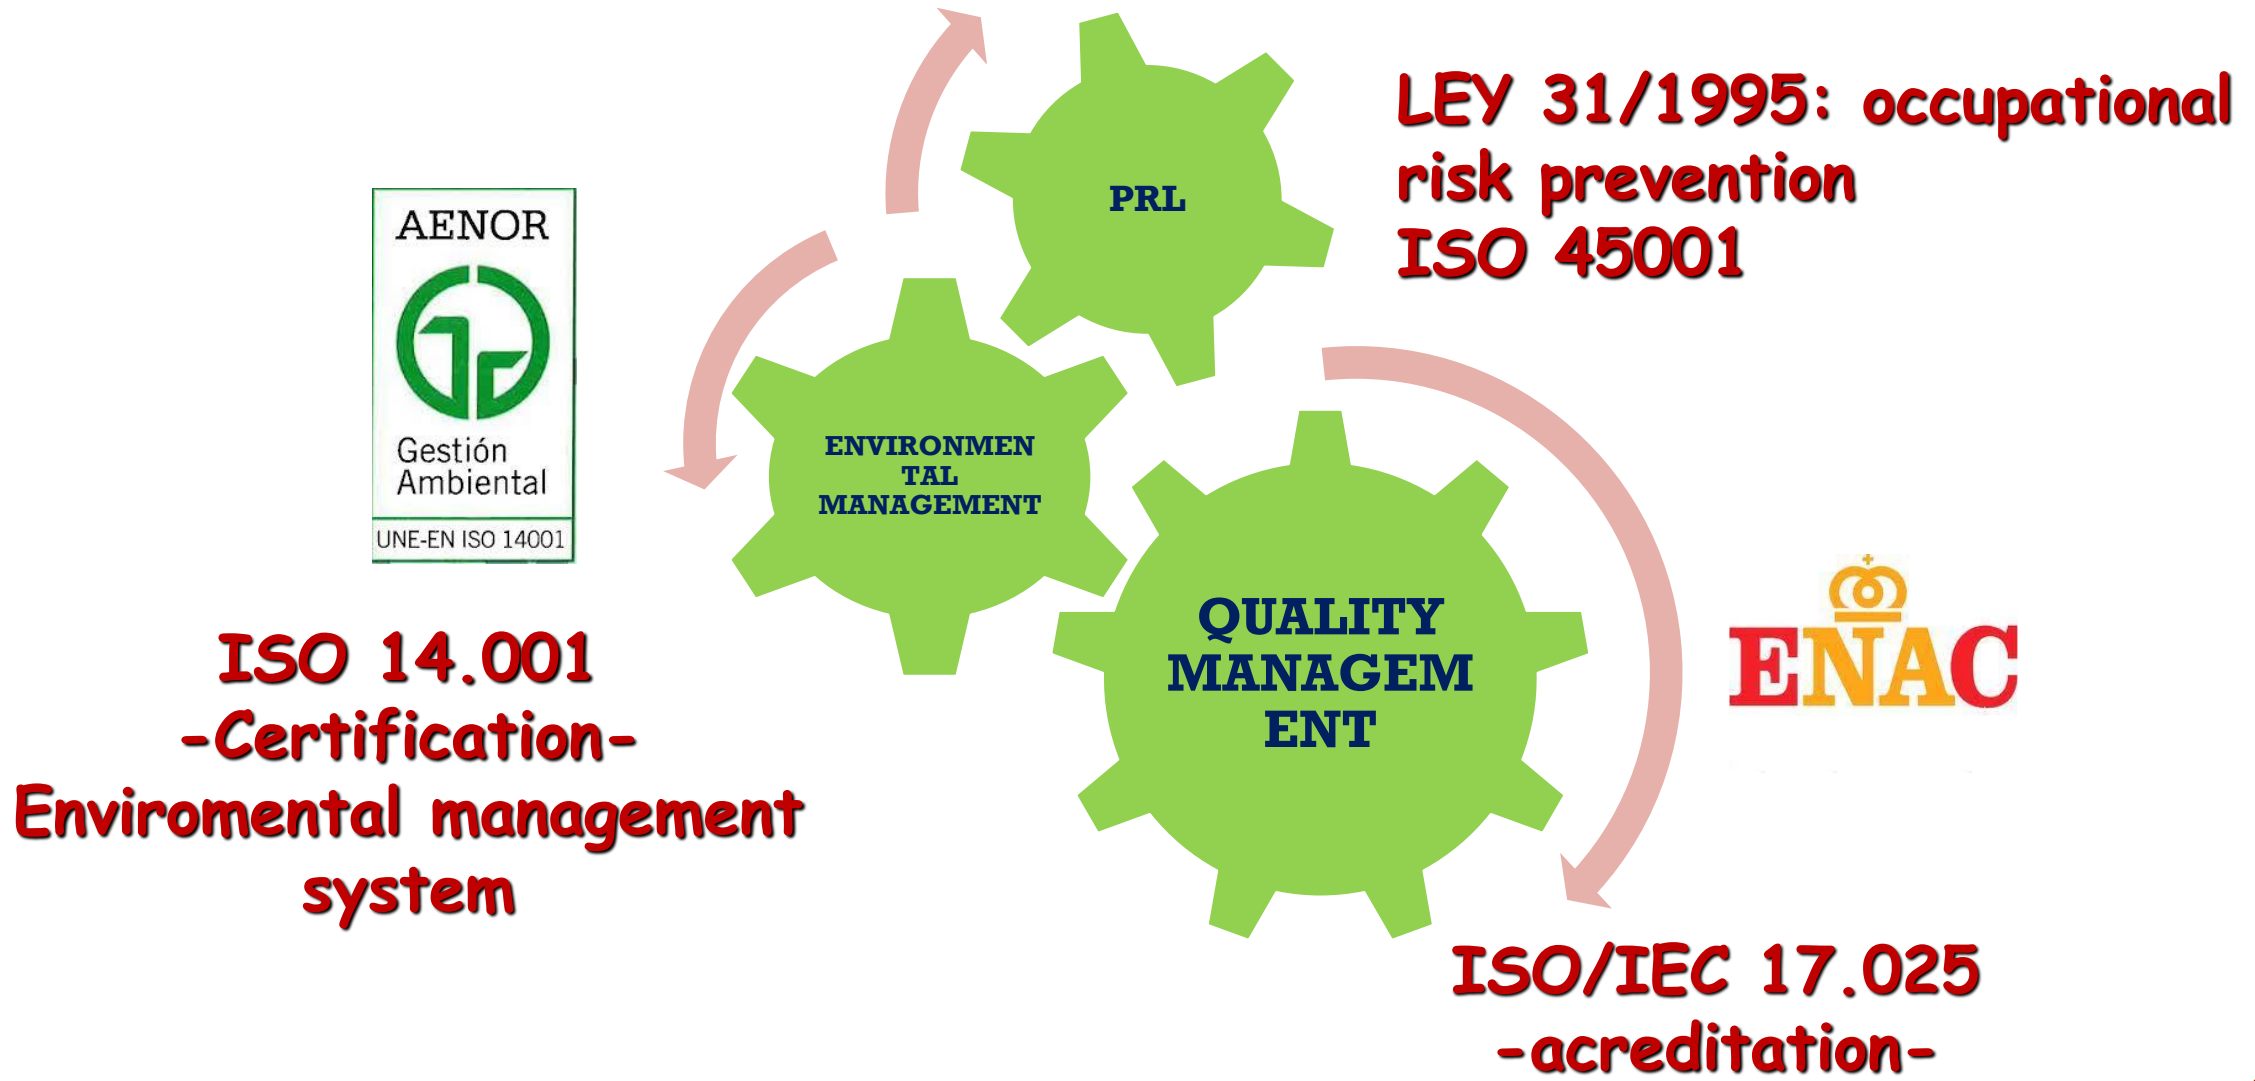 PRL
LEY 31/1995: occupational
risk prevention
ISO 45001
AENOR
Gestión
Ambiental
UNE-EN ISO 14001
ENVIRONMEN
TAL
MANAGEMENT
QUALITY
MANAGEM
ENT
ENAC
ISO 14.001
-Certification-
Enviromental management
system
ISO/IEC 17.025
-acreditation-